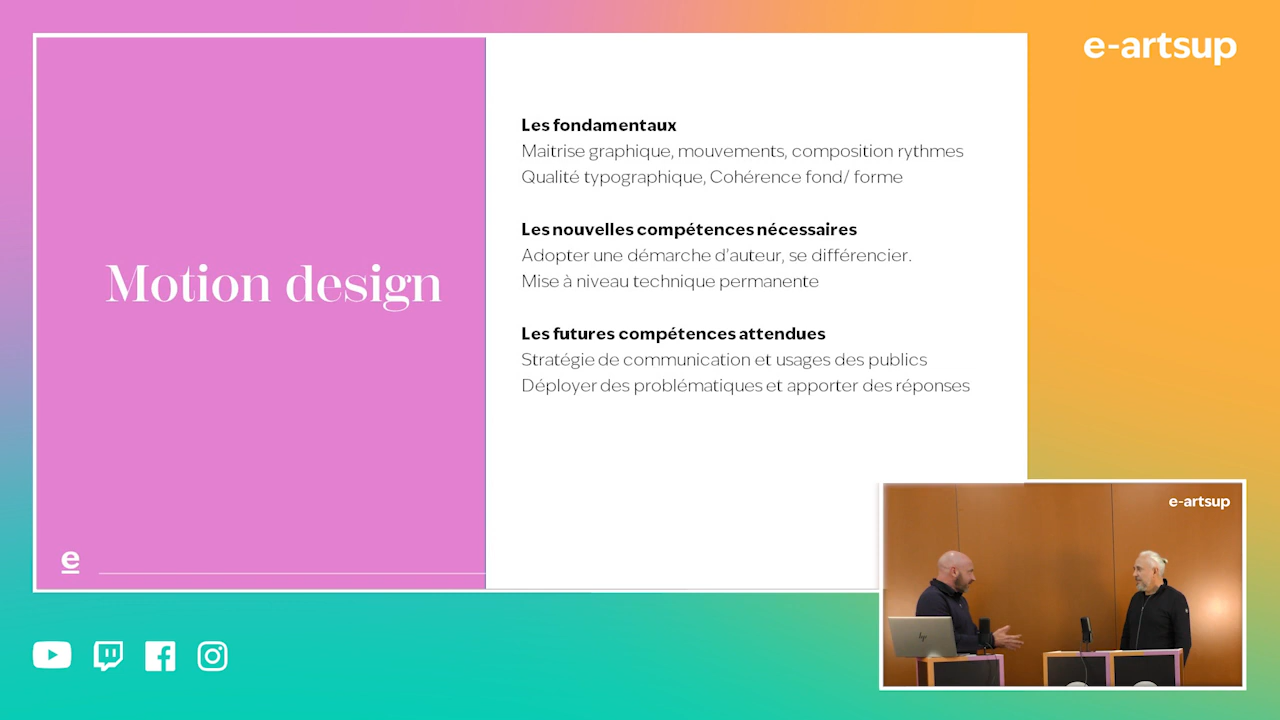 e-artsup
Motion design
Les fondamentaux
Maitrise graphique, mouvements, composition rythmes
Qualité typographique, Cohérence fond/ forme
Les nouvelles compétences nécessaires
Adopter une démarche d'auteur, se différencier.
Mise à niveau technique permanente
Les futures compétences attendues
Stratégie de communication et usages des publics
Déployer des problématiques et apporter des réponses
e
e-artsup
hp